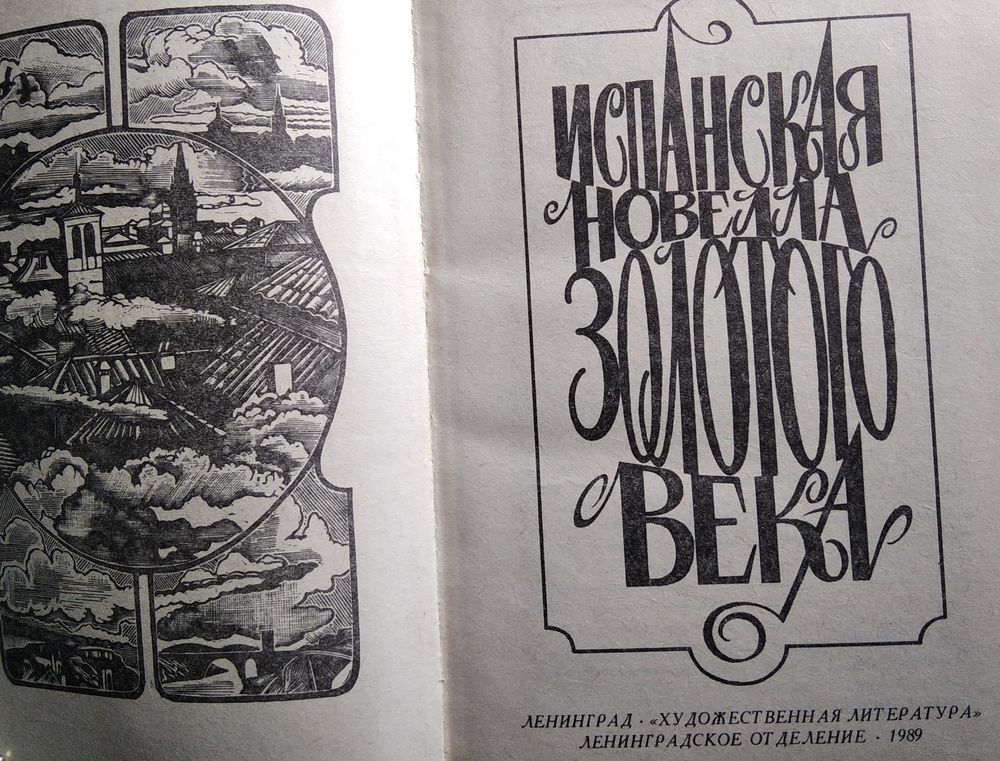 ИСПАНСКАЯ
НОВЕЛЛА
ЗОЛОТОГО
ВЕКА
ЛЕНИНГРАД · «ХУДОЖЕСТВЕННАЯ ЛИТЕРАТУРА»
ЛЕНИНГРАДСКОЕ ОТДЕЛЕНИЕ · 1989